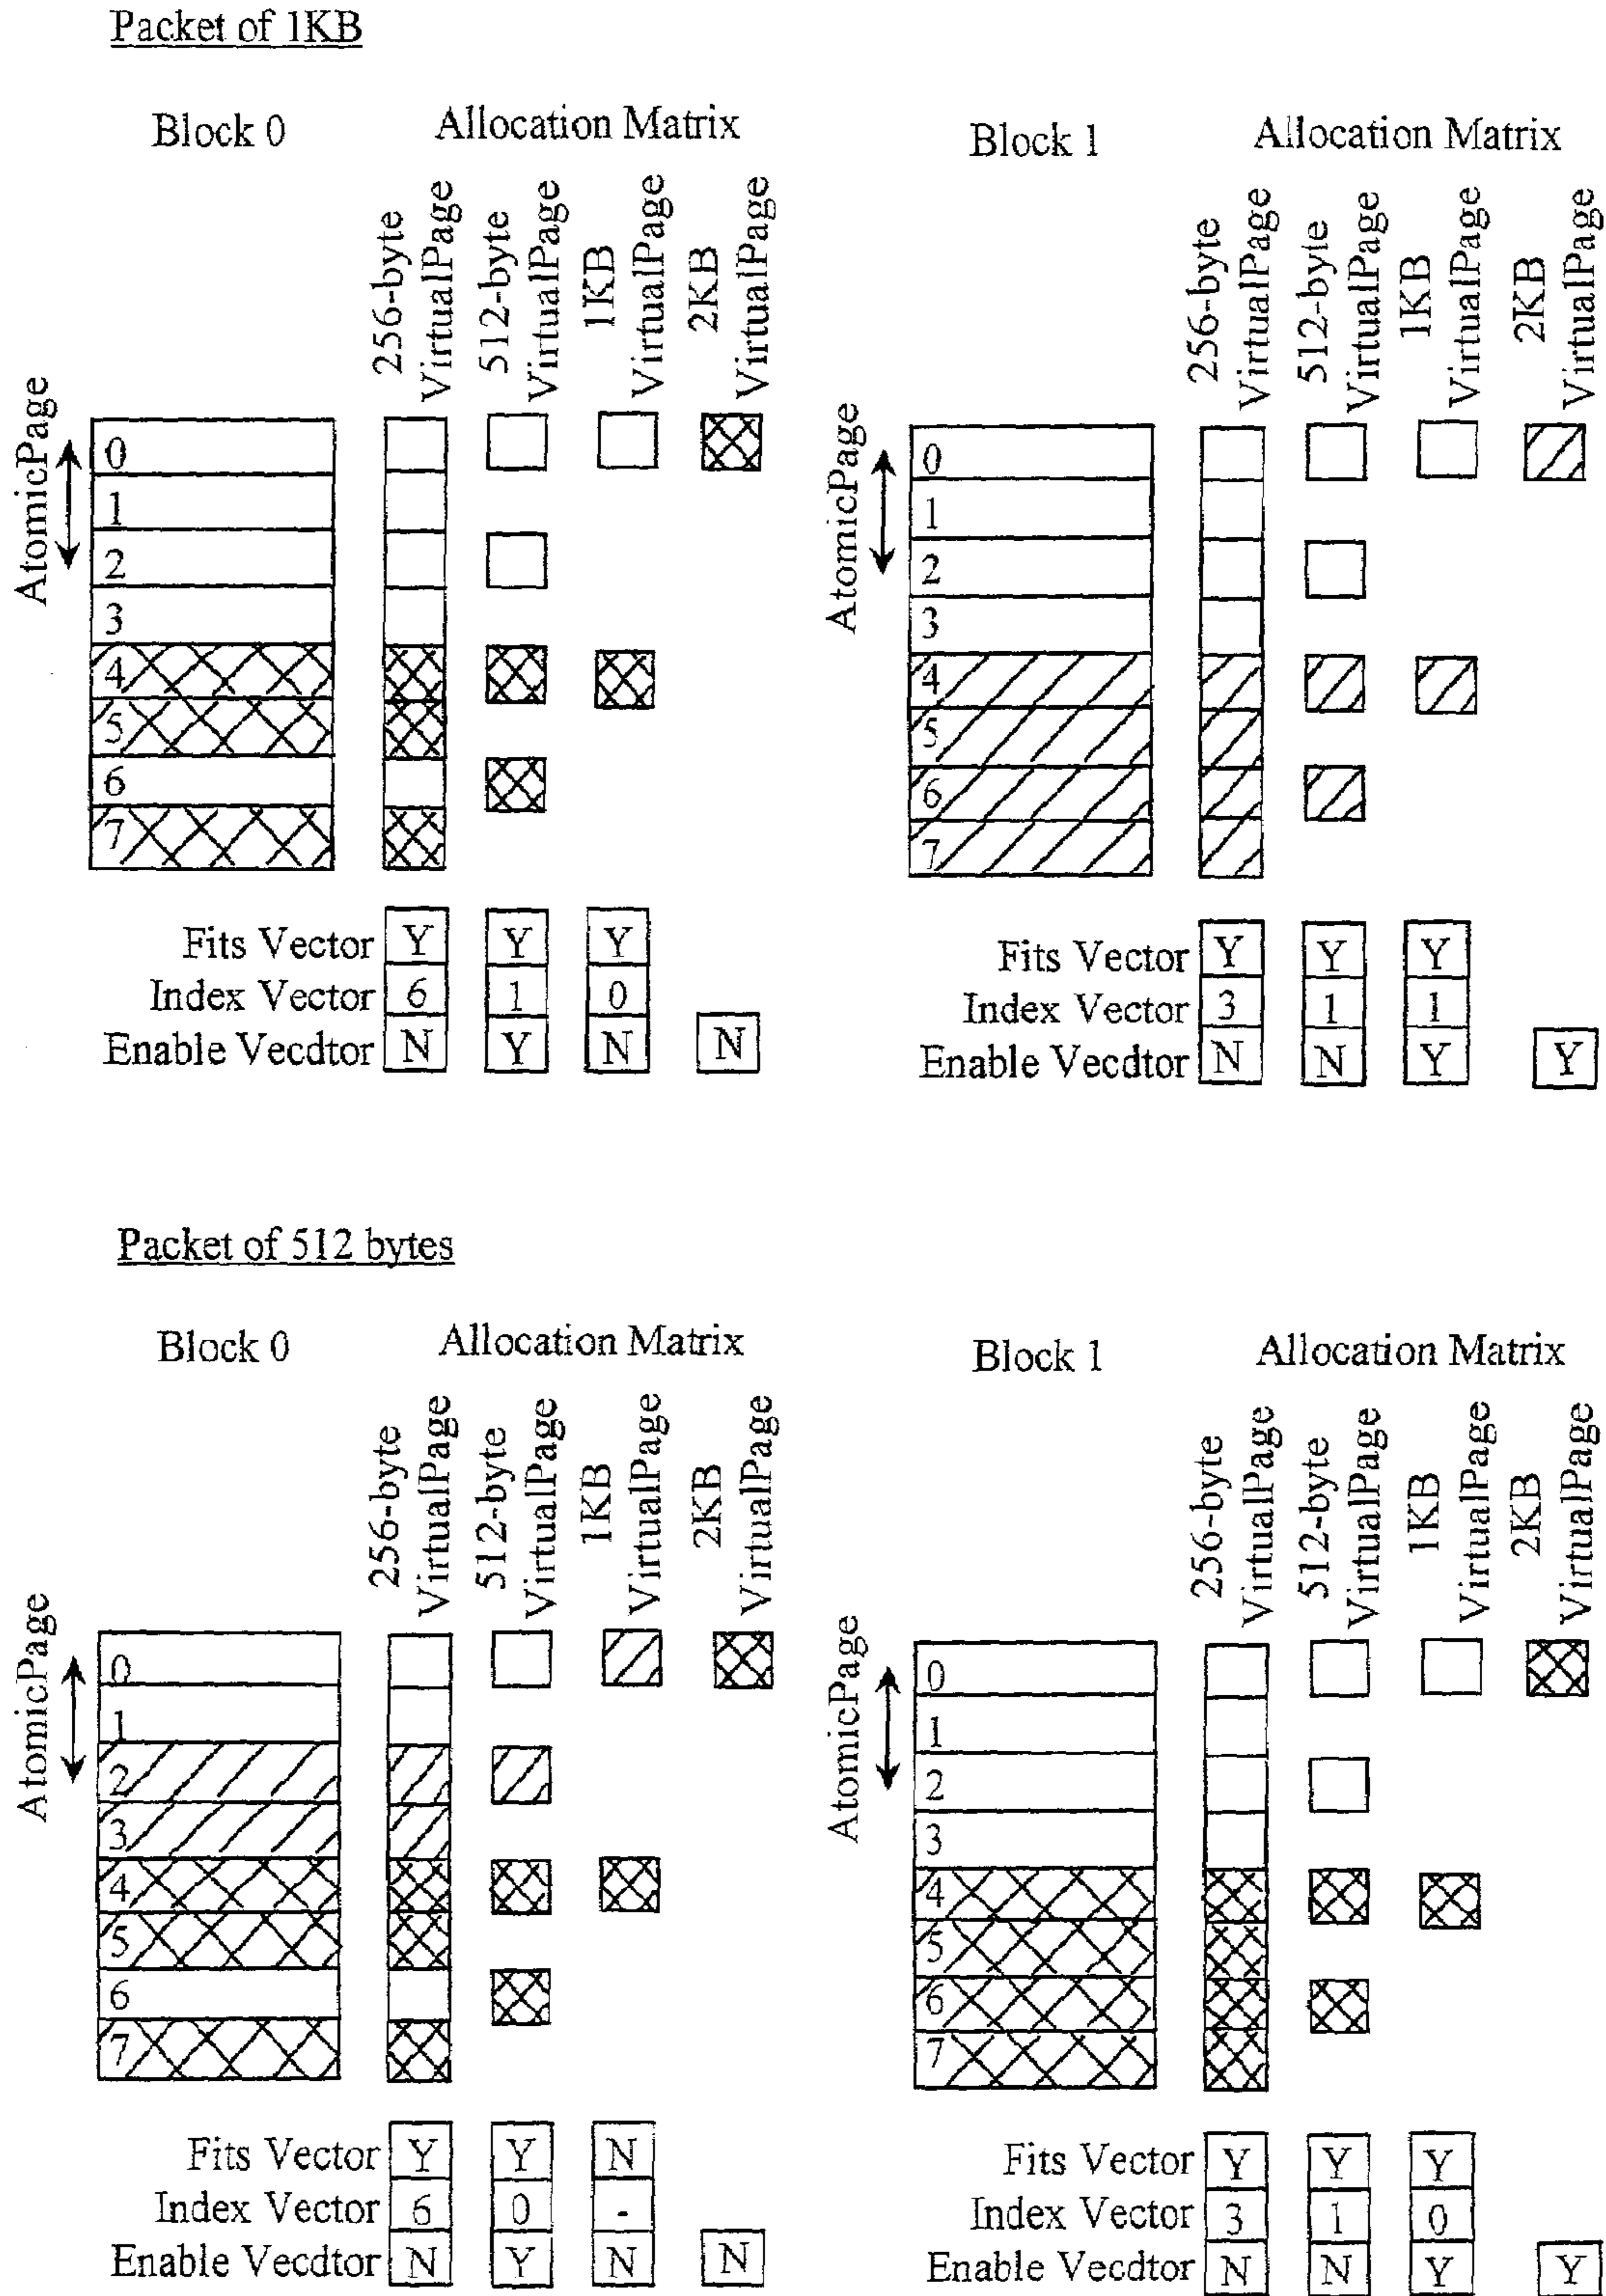 Packet of 1KB
Block 0
Allocation Matrix
256-byte
VirtualPage
512-byte
VirtualPage
1KB
VirtualPage
2KB
VirtualPage
AtomicPage
0
1
2
3
4
5
6
7
Fits Vector Y Y Y
Index Vector 6 1 0
Enable Vecdtor N Y N N
Block 1
Allocation Matrix
256-byte
VirtualPage
512-byte
VirtualPage
1KB
VirtualPage
2KB
VirtualPage
AtomicPage
0
1
2
3
4
5
6
7
Fits Vector Y Y Y
Index Vector 3 1 1
Enable Vecdtor N N Y Y
Packet of 512 bytes
Block 0
Allocation Matrix
256-byte
VirtualPage
512-byte
VirtualPage
1KB
VirtualPage
2KB
VirtualPage
AtomicPage
0
1
2
3
4
5
6
7
Fits Vector Y Y N
Index Vector 6 0 -
Enable Vecdtor N Y N N
Block 1
Allocation Matrix
256-byte
VirtualPage
512-byte
VirtualPage
1KB
VirtualPage
2KB
VirtualPage
AtomicPage
0
1
2
3
4
5
6
7
Fits Vector Y Y Y
Index Vector 3 1 0
Enable Vecdtor N N Y Y